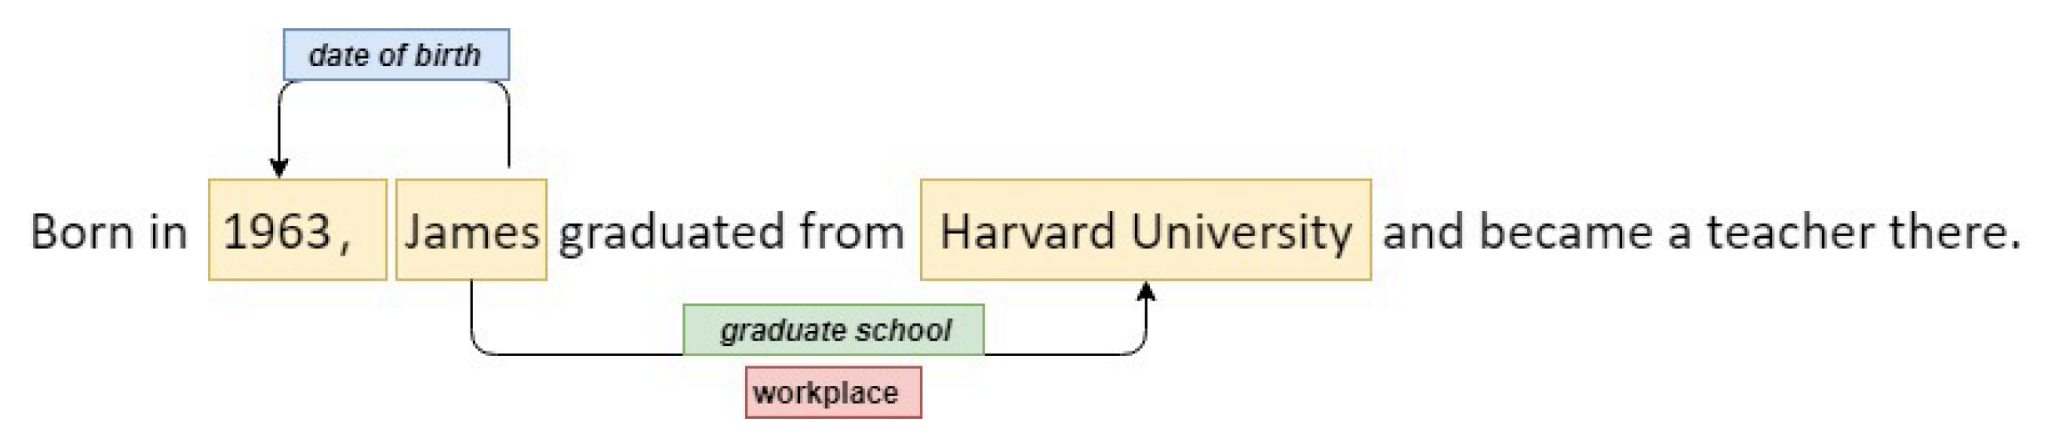 date of birth
Born in 1963, James graduated from Harvard University and became a teacher there.
graduate school
workplace